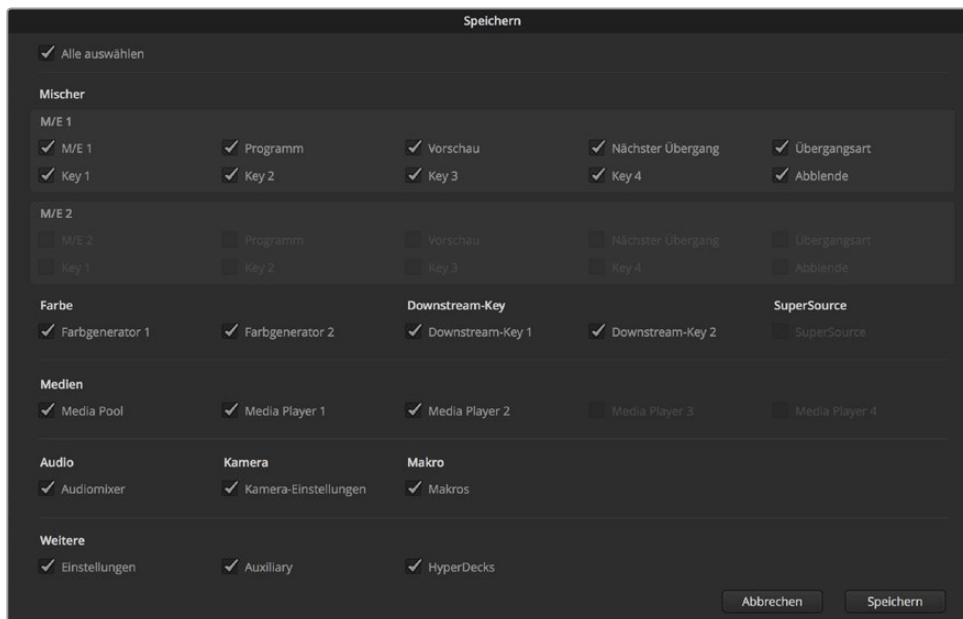 Speichern
Alle auswählen
Mischer
M/E 1
M/E 1 Programm Vorschau Nächster Übergang Übergangsart
Key 1 Key 2 Key 3 Key 4 Abblende
M/E 2
M/E 2 Programm Vorschau Nächster Übergang Übergangsart
Key 1 Key 2 Key 3 Key 4 Abblende
Farbe Downstream-Key SuperSource
Farbgenerator 1 Farbgenerator 2 Downstream-Key 1 Downstream-Key 2 SuperSource
Medien
Media Pool Media Player 1 Media Player 2 Media Player 3 Media Player 4
Audio Kamera Makro
Audiomixer Kamera-Einstellungen Makros
Weitere
Einstellungen Auxiliary HyperDecks
Abbrechen Speichern